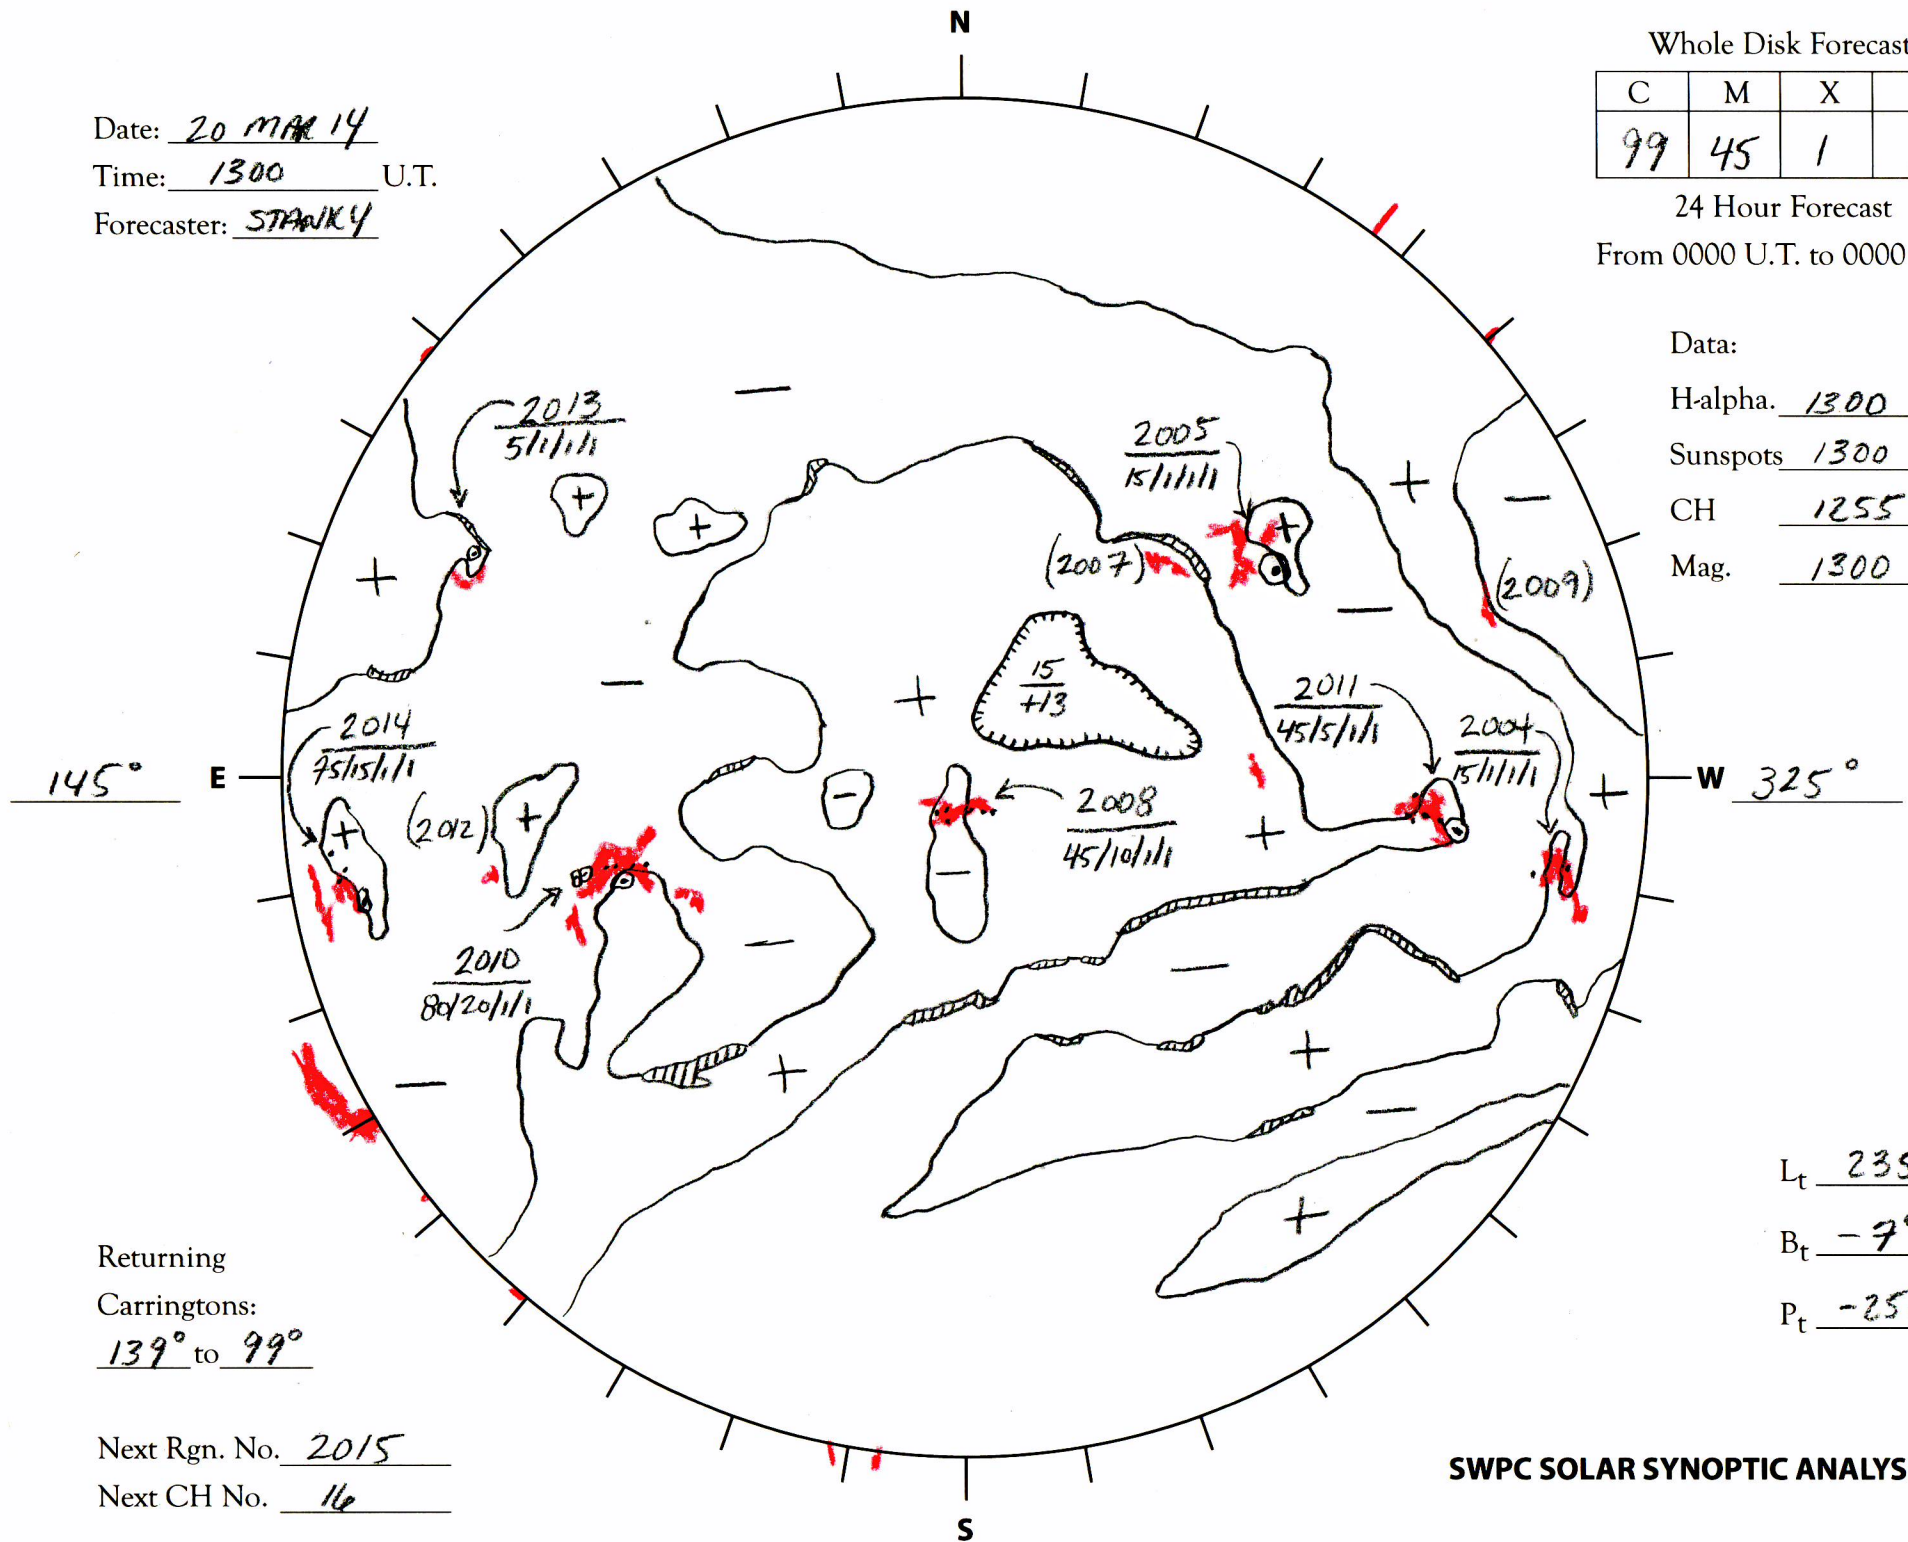 N
Whole Disk Forecast
C M X
99 45 1
24 Hour Forecast
From 0000 U.T. to 0000
Date: 20 MAR 14
Time: 1300 U.T.
Forecaster: STANKY
Data:
H-alpha. 1300
Sunspots 1300
CH 1255
Mag. 1300
2013
5/1/1/1
2005
15/1/1/1
+
+
+
+
(2007)
(2009)
+
−
−
−
−
+
15
+13
2011
45/5/1/1
2004
15/1/1/1
2014
75/15/1/1
145° E
W 325°
+
(2012)
+
+
−
2008
45/10/1/1
+
−
2010
80/20/1/1
−
−
−
+
+
−
+
Lt 235
Bt -7°
Pt -25
Returning
Carringtons:
139° to 99°
Next Rgn. No. 2015
Next CH No. 16
SWPC SOLAR SYNOPTIC ANALYS
S